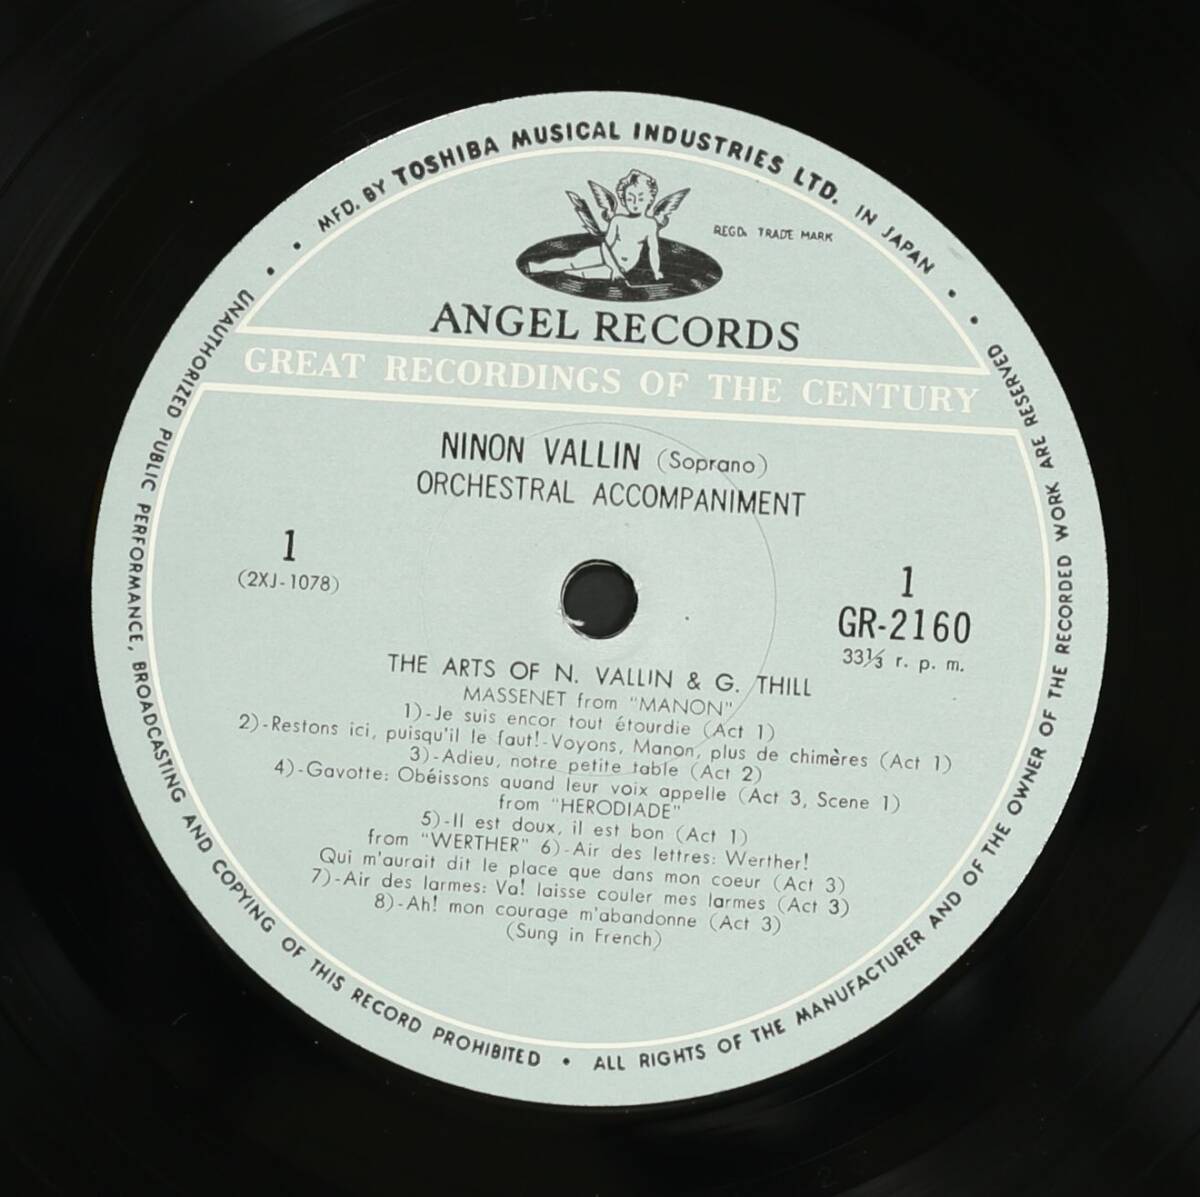 MFD. BY TOSHIBA MUSICAL INDUSTRIES LTD. IN JAPAN
REGD. TRADE MARK
ANGEL RECORDS
GREAT RECORDINGS OF THE CENTURY
NINON VALLIN (Soprano)
ORCHESTRAL ACCOMPANIMENT
1
(2XJ-1078)
1
GR-2160
33⅓ r. p. m.
THE ARTS OF N. VALLIN & G. THILL
MASSENET from "MANON"
1)-Je suis encor tout étourdie (Act 1)
2)-Restons ici, puisqu'il le faut!-Voyons, Manon, plus de chimères (Act 1)
3)-Adieu, notre petite table (Act 2)
4)-Gavotte: Obéissons quand leur voix appelle (Act 3, Scene 1)
from "HERODIADE"
5)-Il est doux, il est bon (Act 1)
from "WERTHER" 6)-Air des lettres: Werther!
Qui m'aurait dit le place que dans mon coeur (Act 3)
7)-Air des larmes: Va! laisse couler mes larmes (Act 3)
8)-Ah! mon courage m'abandonne (Act 3)
(Sung in French)
UNAUTHORIZED PUBLIC PERFORMANCE, BROADCASTING AND COPYING OF THIS RECORD PROHIBITED • ALL RIGHTS OF THE MANUFACTURER AND OF THE OWNER OF THE RECORDED WORK ARE RESERVED